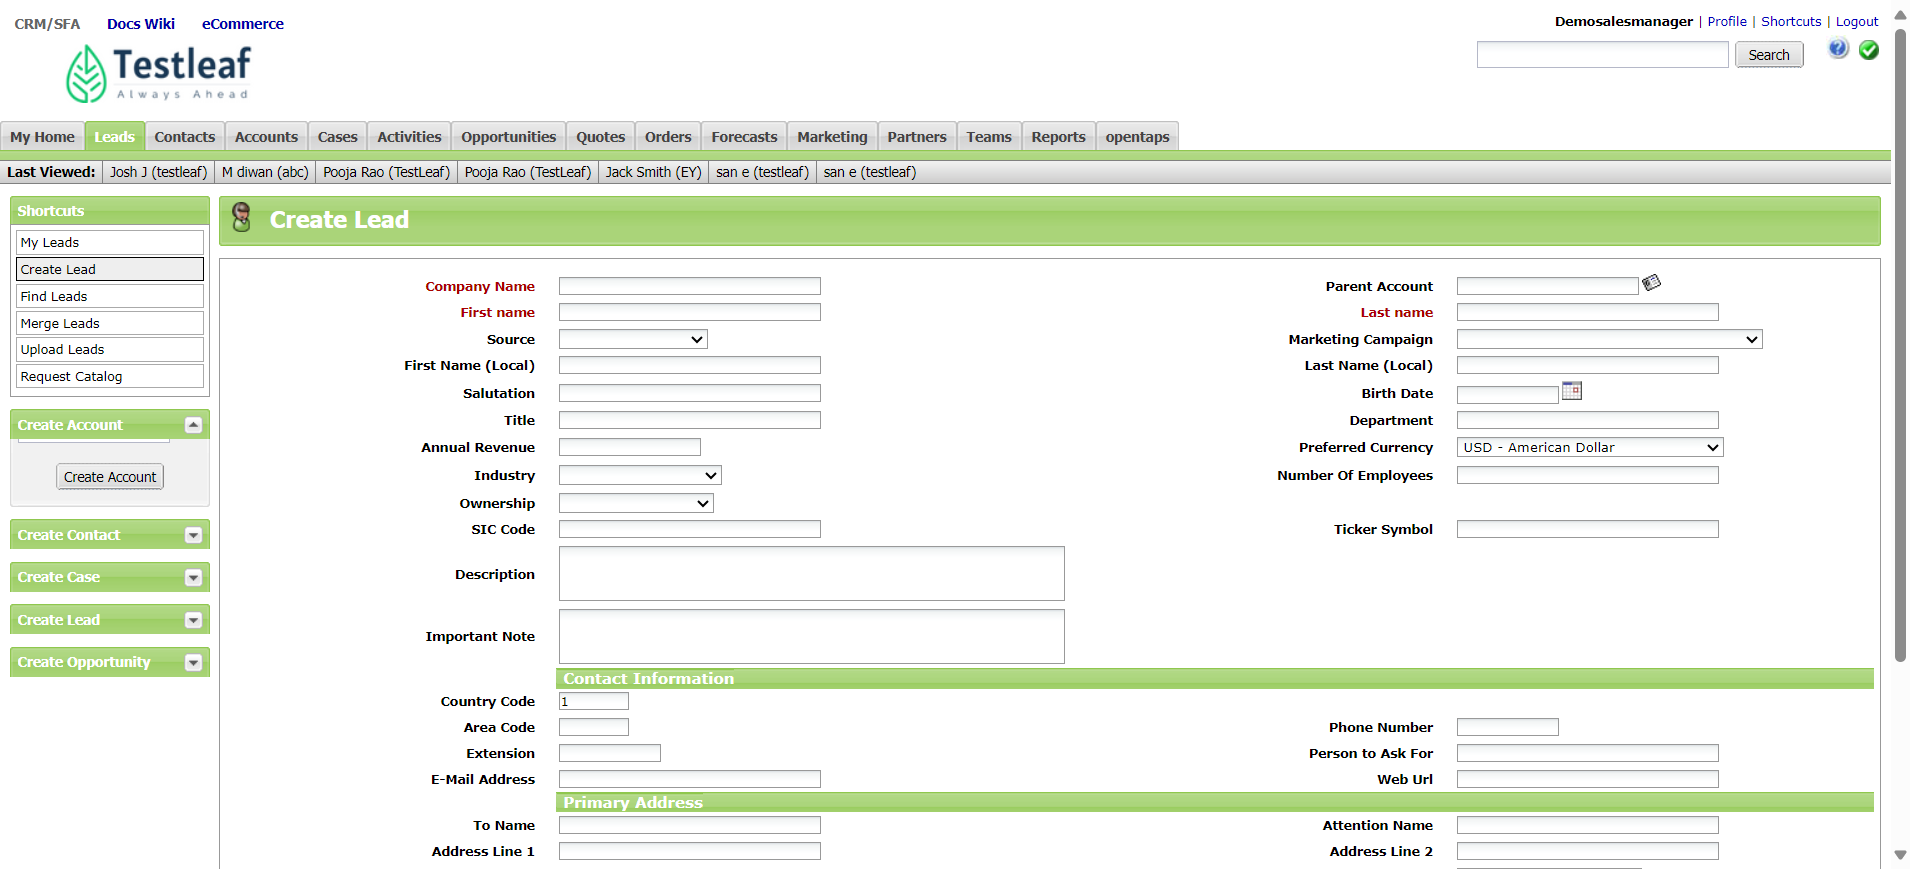 CRM/SFA Docs Wiki eCommerce
Demosalesmanager | Profile | Shortcuts | Logout
Testleaf
Always Ahead
Search
My Home Leads Contacts Accounts Cases Activities Opportunities Quotes Orders Forecasts Marketing Partners Teams Reports opentaps
Last Viewed: Josh J (testleaf) M diwan (abc) Pooja Rao (TestLeaf) Pooja Rao (TestLeaf) Jack Smith (EY) san e (testleaf) san e (testleaf)
Shortcuts
My Leads
Create Lead
Find Leads
Merge Leads
Upload Leads
Request Catalog
Create Account
Create Account
Create Contact
Create Case
Create Lead
Create Opportunity
Create Lead
Company Name Parent Account
First name Last name
Source Marketing Campaign
First Name (Local) Last Name (Local)
Salutation Birth Date
Title Department
Annual Revenue Preferred Currency USD - American Dollar
Industry Number Of Employees
Ownership
SIC Code Ticker Symbol
Description
Important Note
Contact Information
Country Code 1
Area Code Phone Number
Extension Person to Ask For
E-Mail Address Web Url
Primary Address
To Name Attention Name
Address Line 1 Address Line 2